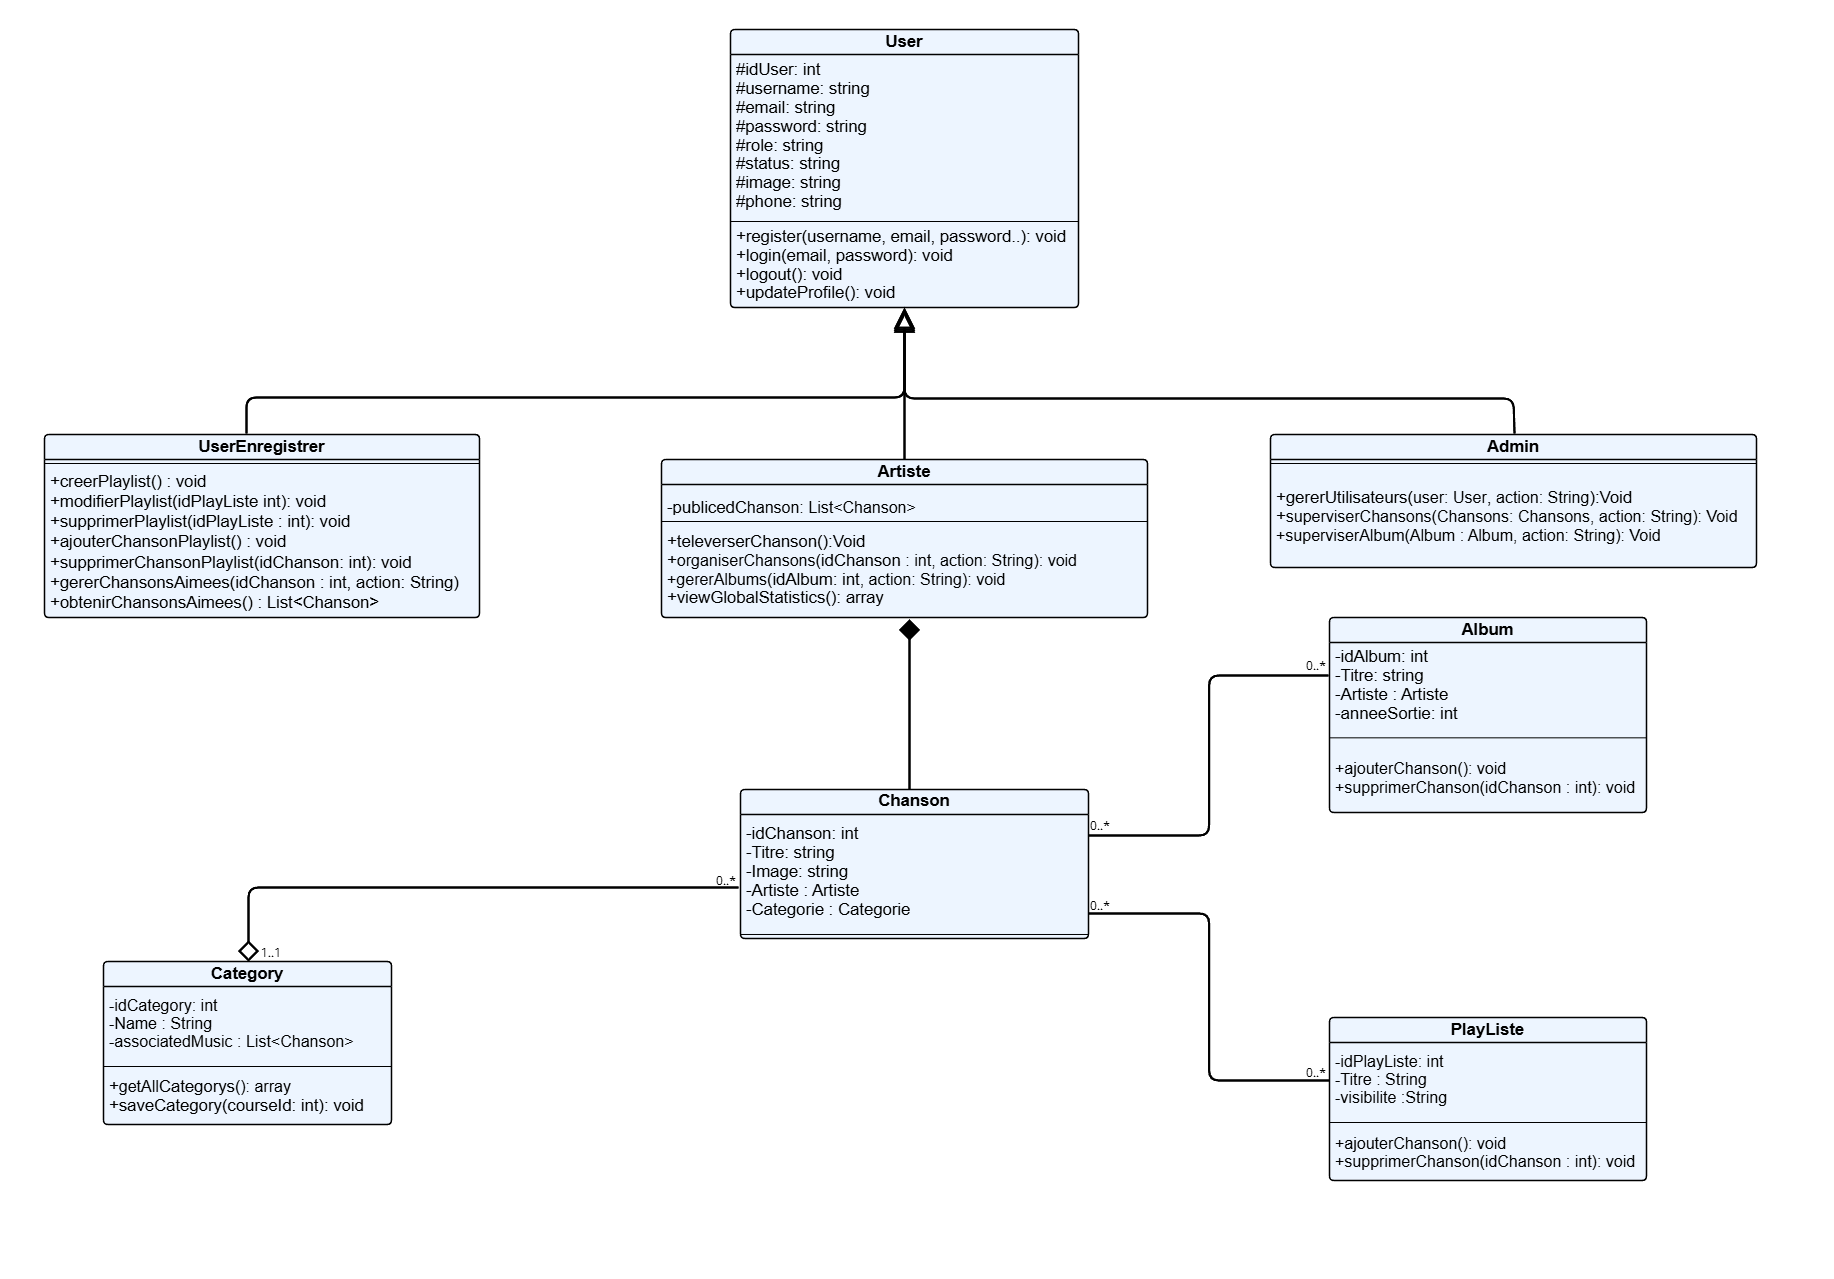 User
#idUser: int
#username: string
#email: string
#password: string
#role: string
#status: string
#image: string
#phone: string
+register(username, email, password..): void
+login(email, password): void
+logout(): void
+updateProfile(): void
UserEnregistrer
+creerPlaylist() : void
+modifierPlaylist(idPlayListe int): void
+supprimerPlaylist(idPlayListe : int): void
+ajouterChansonPlaylist() : void
+supprimerChansonPlaylist(idChanson: int): void
+gererChansonsAimees(idChanson : int, action: String)
+obtenirChansonsAimees() : List<Chanson>
Artiste
-publicedChanson: List<Chanson>
+televerserChanson():Void
+organiserChansons(idChanson : int, action: String): void
+gererAlbums(idAlbum: int, action: String): void
+viewGlobalStatistics(): array
Admin
+gererUtilisateurs(user: User, action: String):Void
+superviserChansons(Chansons: Chansons, action: String): Void
+superviserAlbum(Album : Album, action: String): Void
Album
-idAlbum: int
-Titre: string
-Artiste : Artiste
-anneeSortie: int
+ajouterChanson(): void
+supprimerChanson(idChanson : int): void
0..*
0..*
Chanson
-idChanson: int
-Titre: string
-Image: string
-Artiste : Artiste
-Categorie : Categorie
0..*
0..*
1..1
Category
-idCategory: int
-Name : String
-associatedMusic : List<Chanson>
+getAllCategorys(): array
+saveCategory(courseId: int): void
0..*
PlayListe
-idPlayListe: int
-Titre : String
-visibilite :String
+ajouterChanson(): void
+supprimerChanson(idChanson : int): void